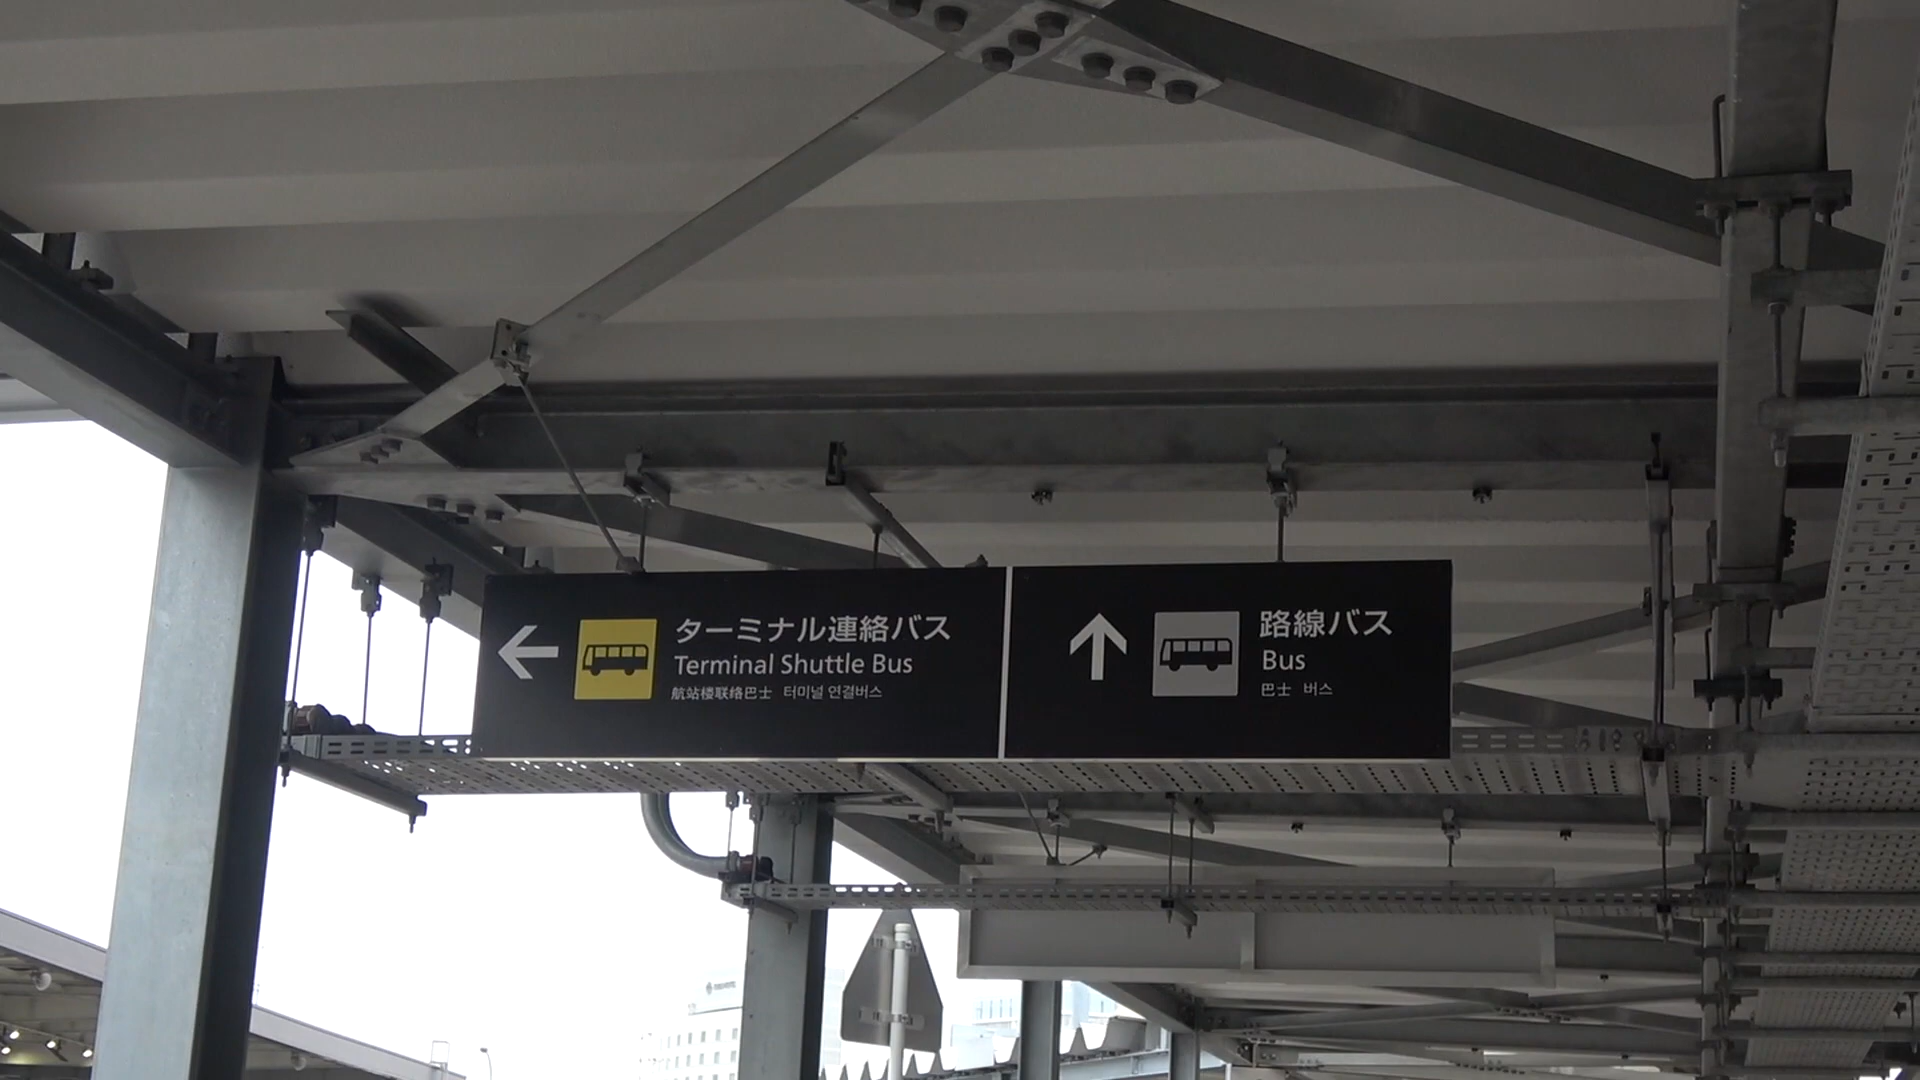 ターミナル連絡バス
Terminal Shuttle Bus
航站楼联络巴士 터미널 연결버스
路線バス
Bus
巴士 버스